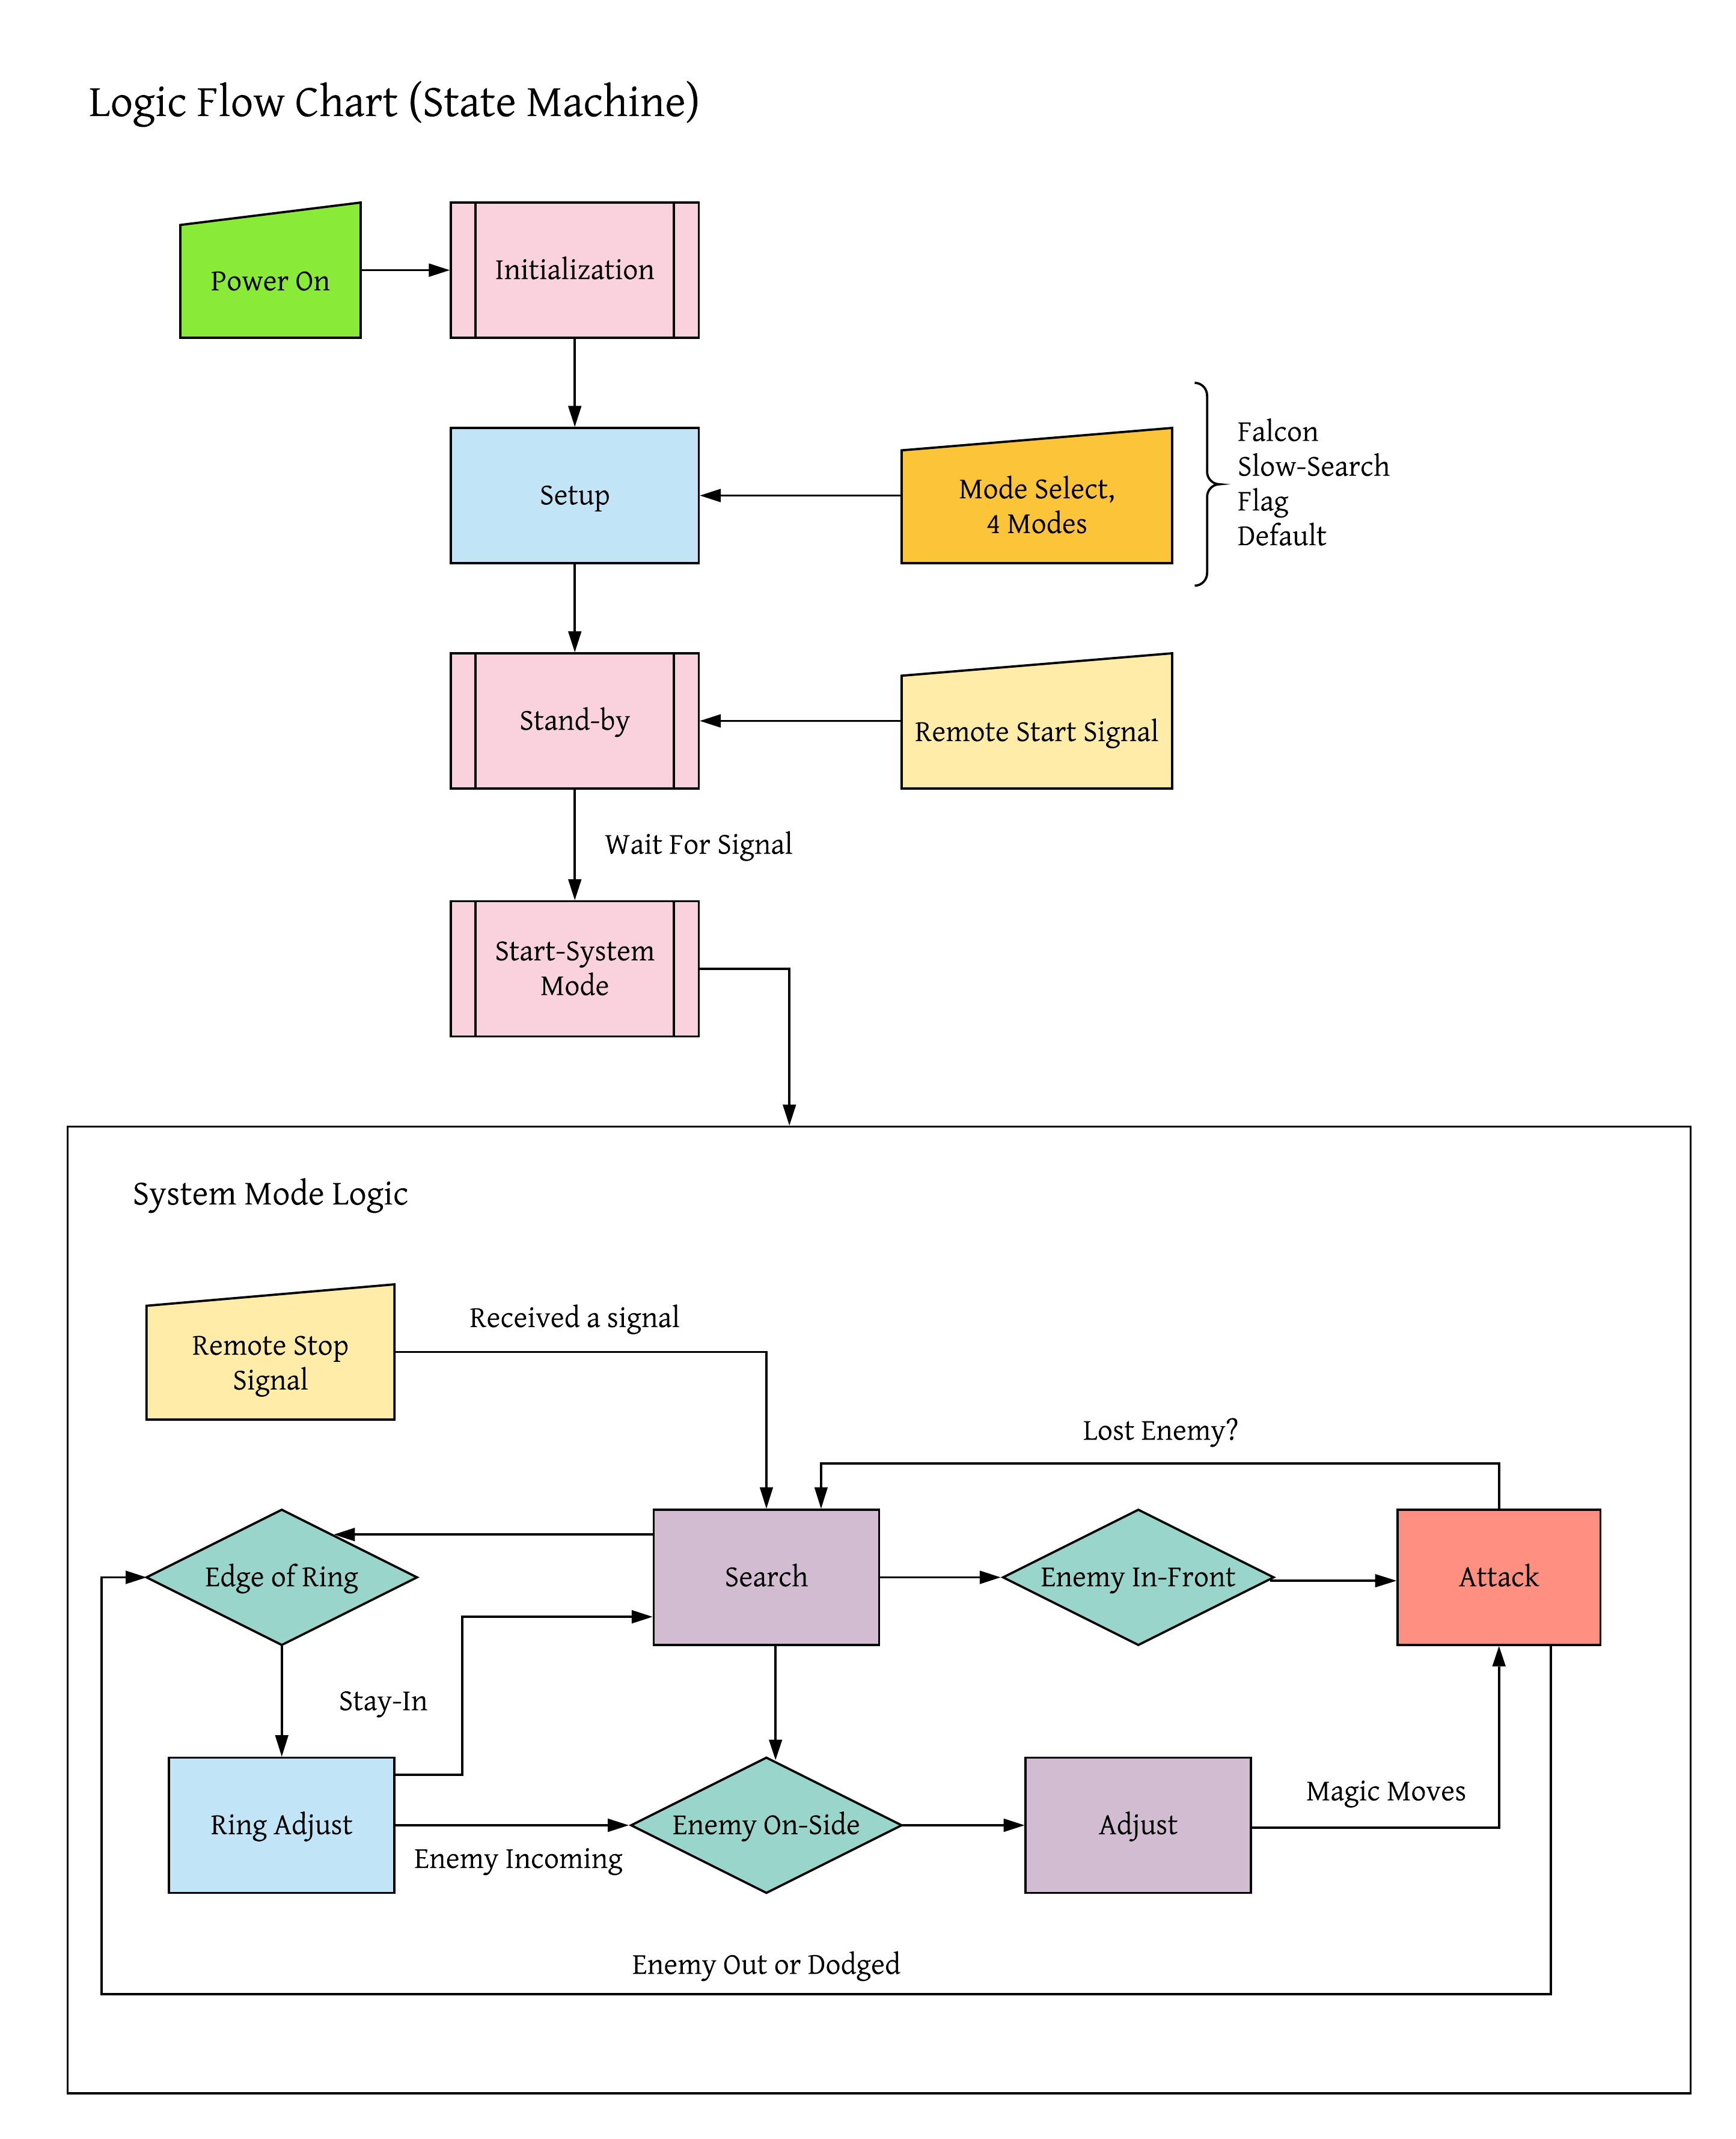 Logic Flow Chart (State Machine)
Power On
Initialization
Setup
Mode Select,
4 Modes
Falcon
Slow-Search
Flag
Default
Stand-by
Remote Start Signal
Wait For Signal
Start-System
Mode
System Mode Logic
Remote Stop
Signal
Received a signal
Lost Enemy?
Edge of Ring
Search
Enemy In-Front
Attack
Stay-In
Ring Adjust
Enemy Incoming
Enemy On-Side
Adjust
Magic Moves
Enemy Out or Dodged